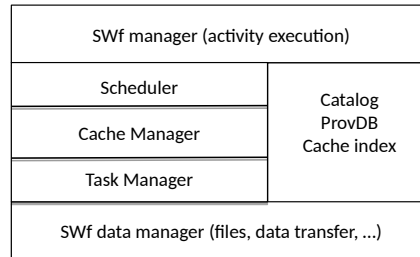 SWf manager (activity execution)
Scheduler
Cache Manager
Task Manager
Catalog
ProvDB
Cache index
SWf data manager (files, data transfer, ...)